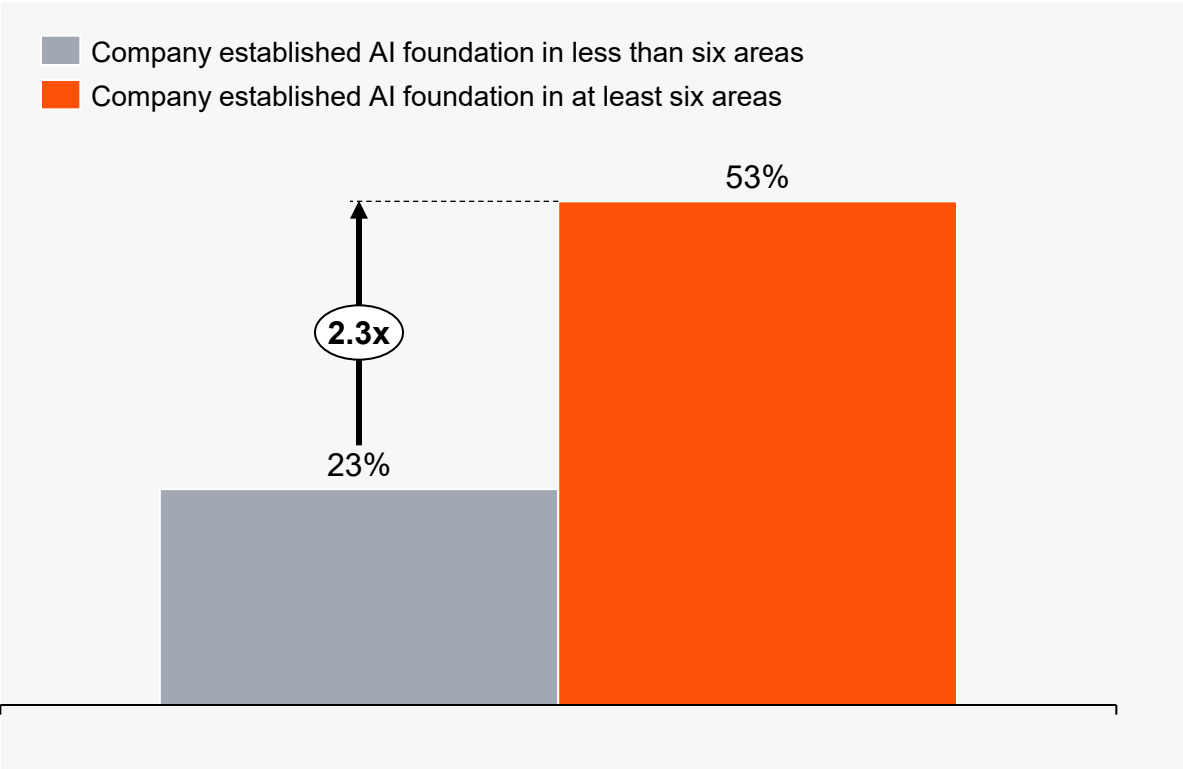 Company established AI foundation in less than six areas
Company established AI foundation in at least six areas
53%
2.3x
23%